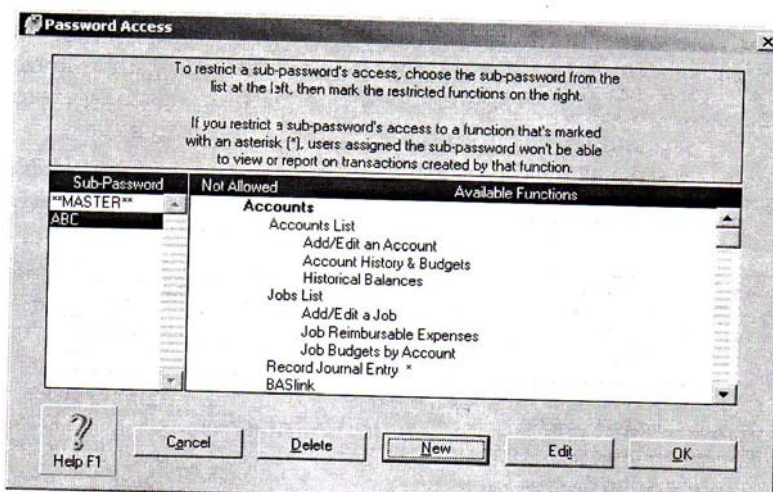 Password Access
To restrict a sub-password's access, choose the sub-password from the
list at the left, then mark the restricted functions on the right.
If you restrict a sub-password's access to a function that's marked
with an asterisk (*), users assigned the sub-password won't be able
to view or report on transactions created by that function.
Sub-Password
Not Allowed
Available Functions
**MASTER**
ABC
Accounts
Accounts List
Add/Edit an Account
Account History & Budgets
Historical Balances
Jobs List
Add/Edit a Job
Job Reimbursable Expenses
Job Budgets by Account
Record Journal Entry *
BASlink
? Help F1
Cancel
Delete
New
Edit
OK